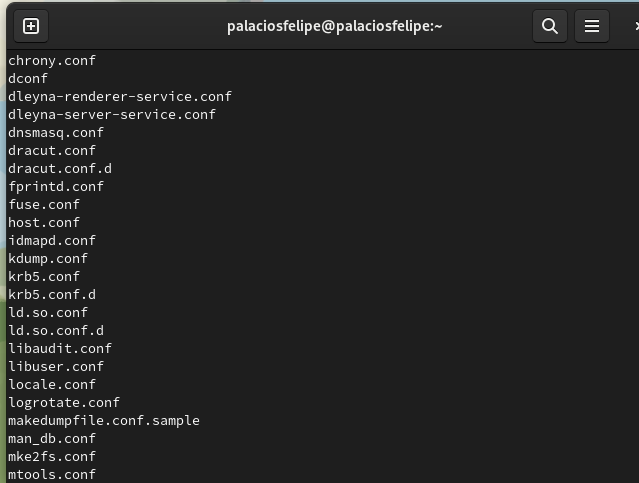 palaciosfelipe@palaciosfelipe:~
chrony.conf
dconf
dleyna-renderer-service.conf
dleyna-server-service.conf
dnsmasq.conf
dracut.conf
dracut.conf.d
fprintd.conf
fuse.conf
host.conf
idmapd.conf
kdump.conf
krb5.conf
krb5.conf.d
ld.so.conf
ld.so.conf.d
libaudit.conf
libuser.conf
locale.conf
logrotate.conf
makedumpfile.conf.sample
man_db.conf
mke2fs.conf
mtools.conf